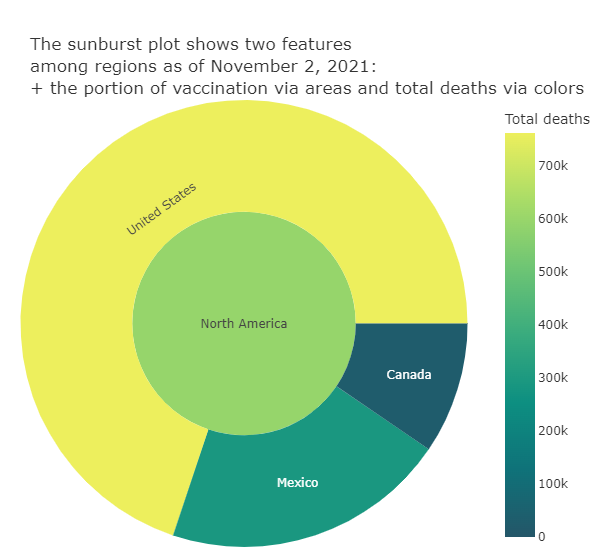 The sunburst plot shows two features
among regions as of November 2, 2021:
+ the portion of vaccination via areas and total deaths via colors
Total deaths
700k
600k
500k
400k
300k
200k
100k
0
United States
North America
Canada
Mexico